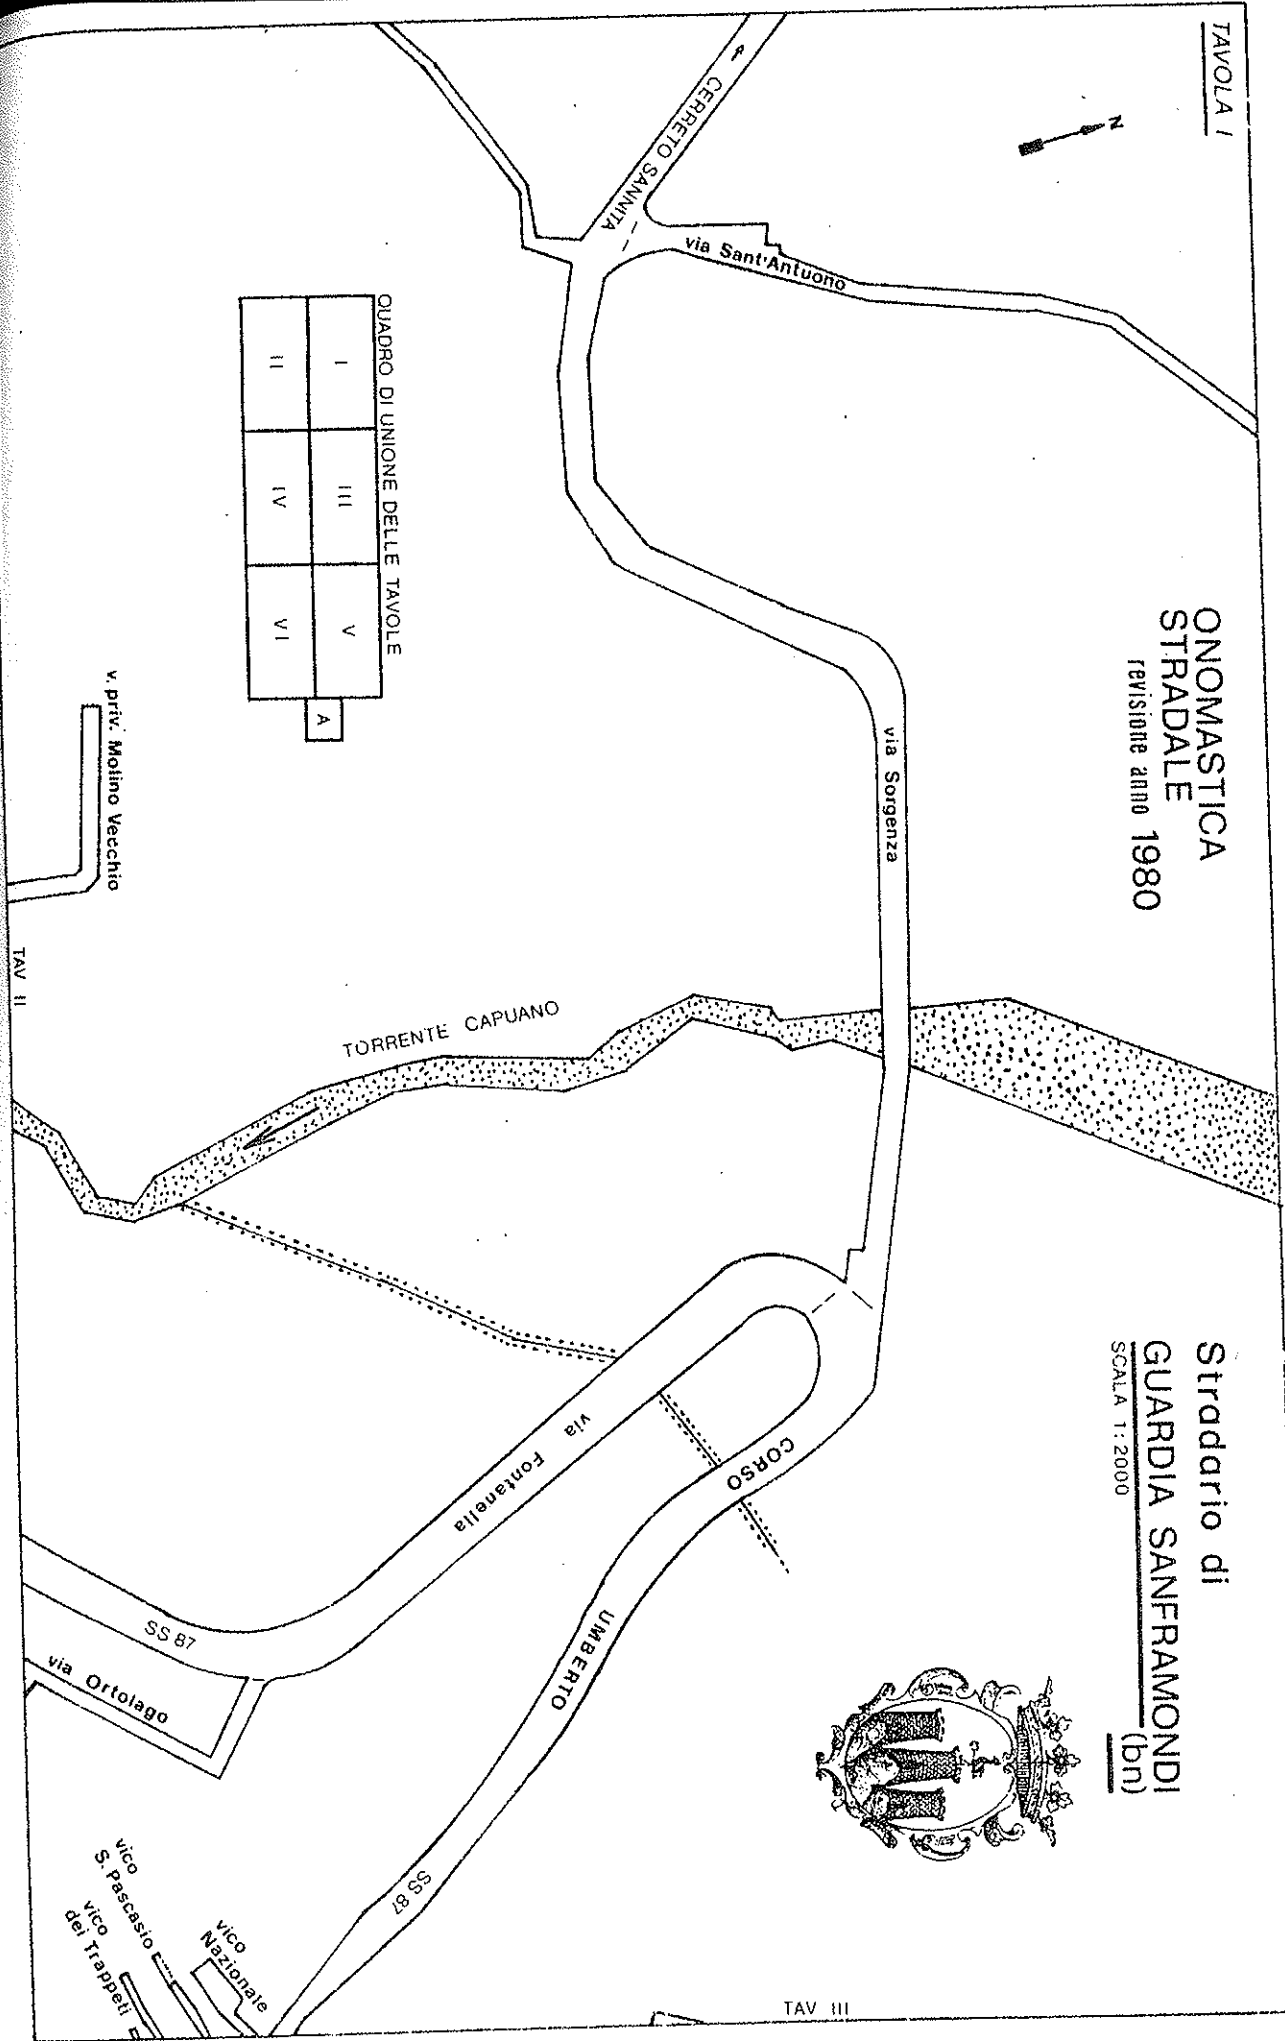 TAVOLA I
N
ONOMASTICA
STRADALE
revisione anno 1980
Stradario di
GUARDIA SANFRAMONDI
(bn)
SCALA 1:2000
CERRETO SANNITA
via Sant'Antuono
via Sorgenza
QUADRO DI UNIONE DELLE TAVOLE
I
III
V
II
IV
VI
A
v. priv. Molino Vecchio
TORRENTE CAPUANO
CORSO
UMBERTO
via Fontanella
SS 87
SS 87
via Ortolago
vico
S. Pascasio
vico
dei Trappeti
vico
Nazionale
TAV II
TAV III